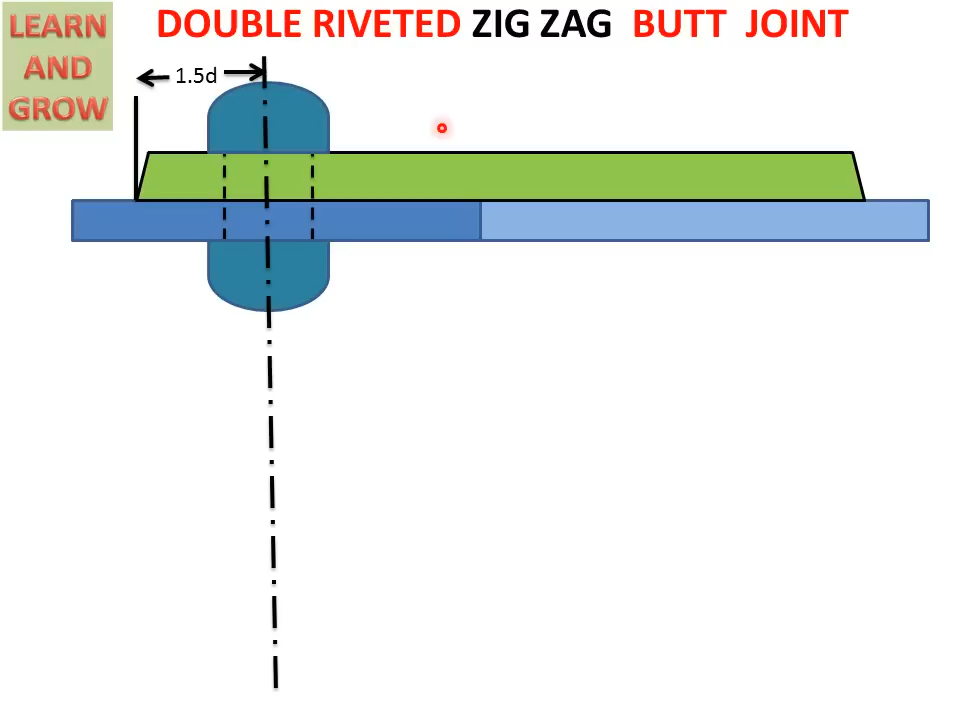 LEARN
AND
GROW
DOUBLE RIVETED ZIG ZAG BUTT JOINT
1.5d